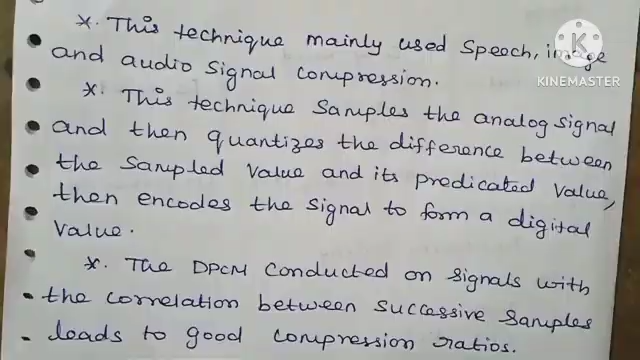 *. This technique mainly used Speech, image
and audio signal compression.
KINEMASTER
*. This technique samples the analog signal
and then quantizes the difference between
the sampled value and its predicated value,
then encodes the signal to form a digital
value.
*. The DPCM conducted on signals with
the correlation between successive samples
leads to good compression ratios.